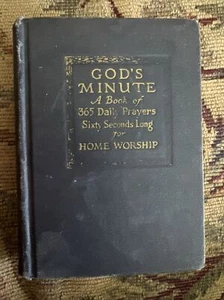 GOD'S
MINUTE
A Book of
365 Daily Prayers
Sixty Seconds Long
for
HOME WORSHIP